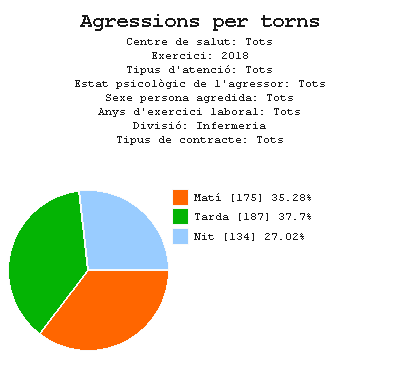 Agressions per torns
Centre de salut: Tots
Exercici: 2018
Tipus d'atenció: Tots
Estat psicològic de l'agressor: Tots
Sexe persona agredida: Tots
Anys d'exercici laboral: Tots
Divisió: Infermeria
Tipus de contracte: Tots
Matí [175] 35.28%
Tarda [187] 37.7%
Nit [134] 27.02%